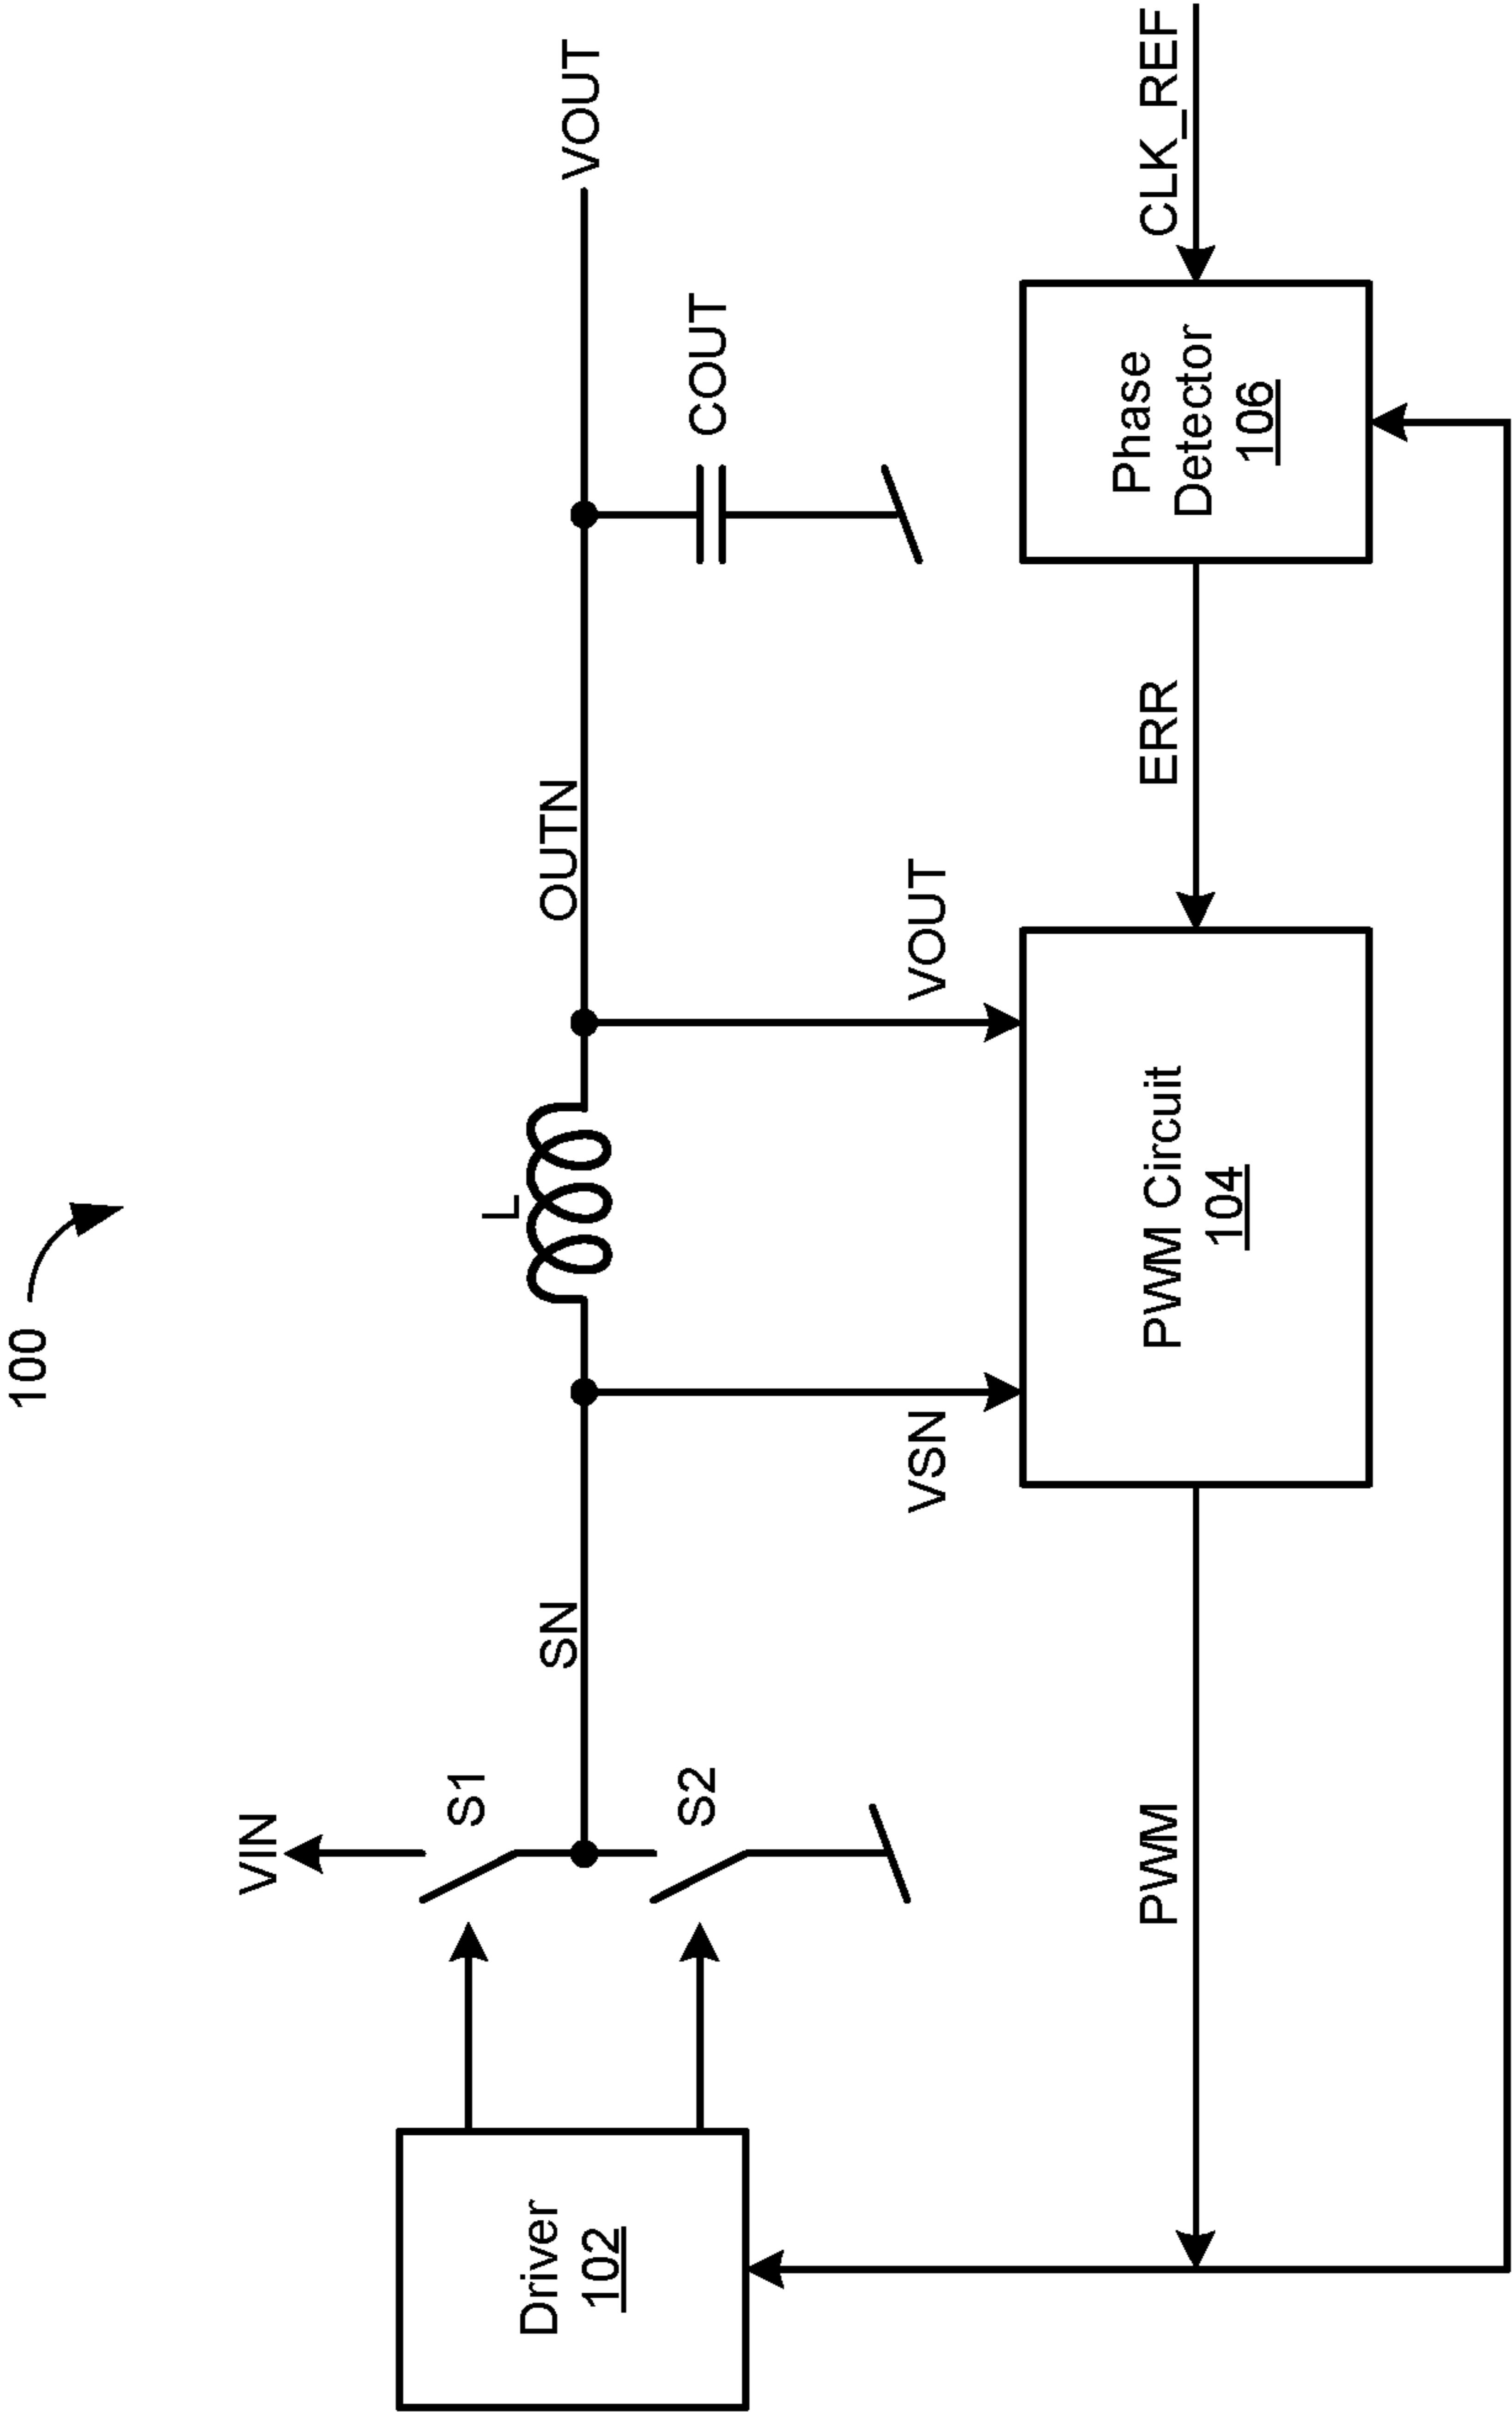 100
VIN
S1
S2
SN
L
OUTN
VOUT
COUT
Driver
102
VSN
VOUT
PWM
PWM Circuit
104
ERR
Phase
Detector
106
CLK_REF